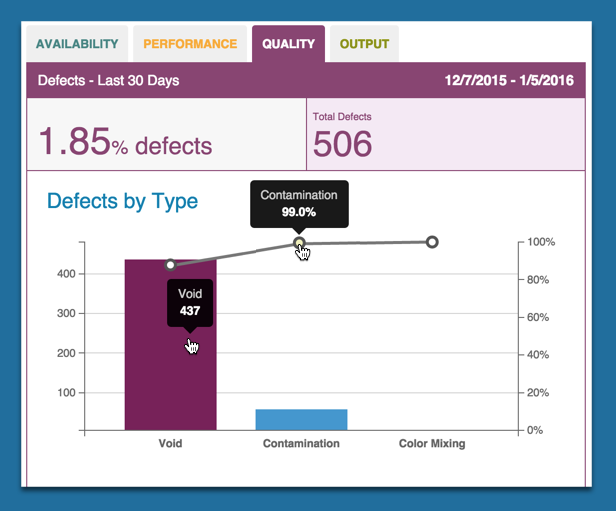 AVAILABILITY PERFORMANCE QUALITY OUTPUT
Defects - Last 30 Days 12/7/2015 - 1/5/2016
Total Defects
1.85% defects 506
Defects by Type
Contamination
99.0%
100%
400 80%
Void
437
300 60%
200 40%
100 20%
0%
Void Contamination Color Mixing